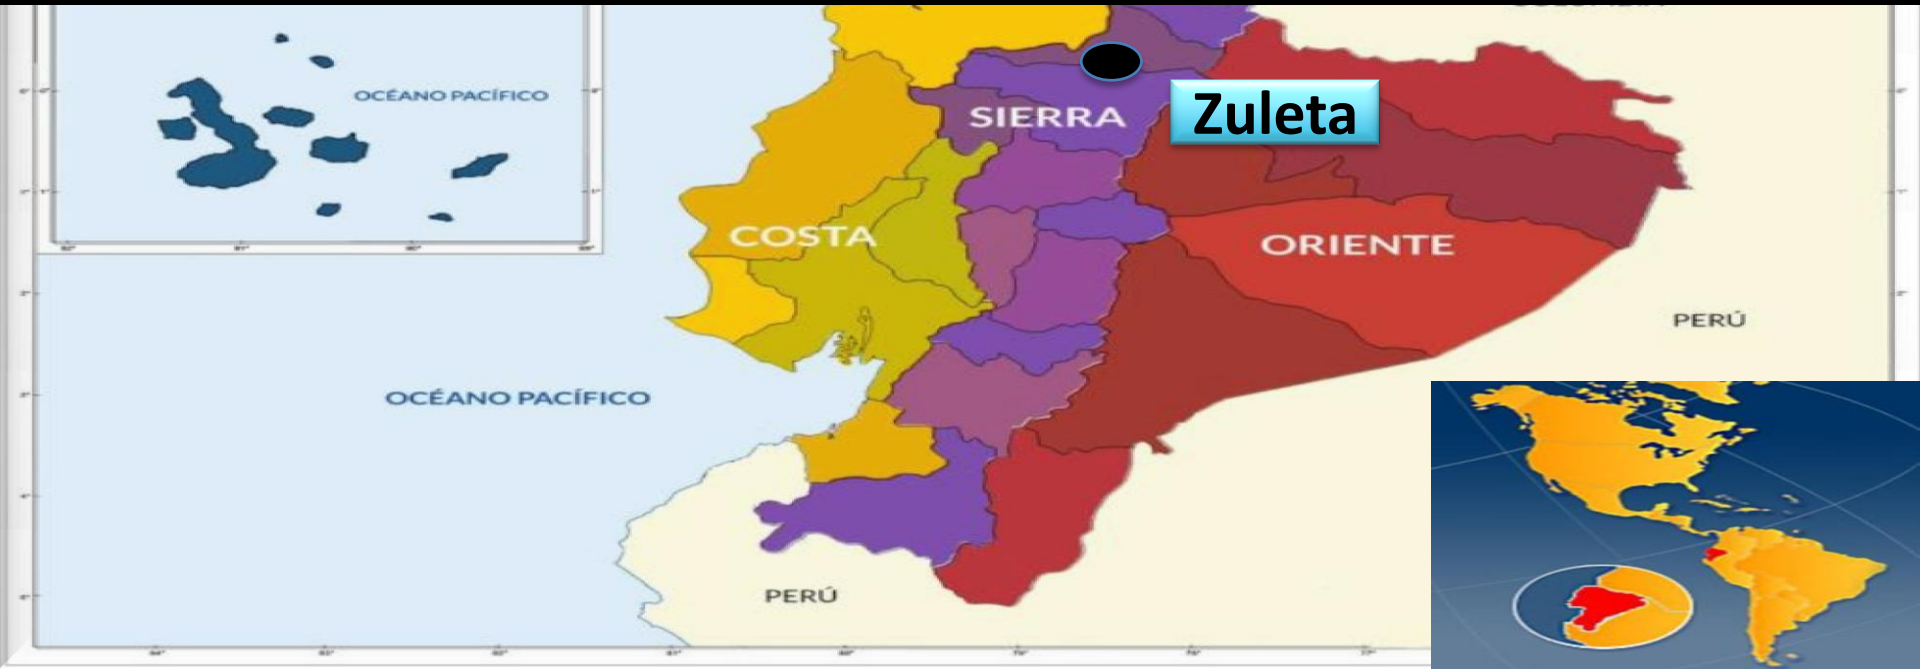 OCÉANO PACÍFICO
SIERRA
Zuleta
COSTA
ORIENTE
PERÚ
OCÉANO PACÍFICO
PERÚ